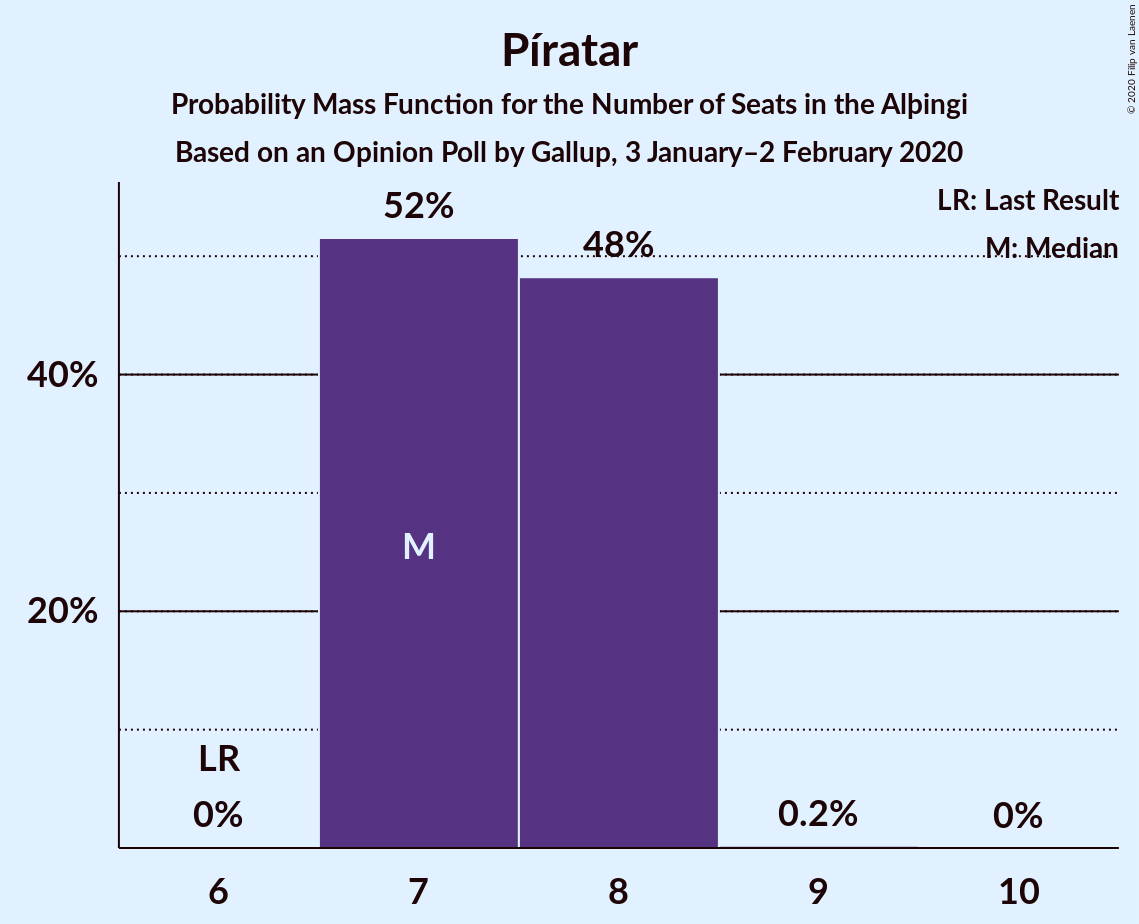 Píratar
Probability Mass Function for the Number of Seats in the Alþingi
Based on an Opinion Poll by Gallup, 3 January–2 February 2020
© 2020 Filip van Laenen
LR: Last Result
M: Median
52%
48%
40%
M
20%
LR
0%
0.2%
0%
6
7
8
9
10